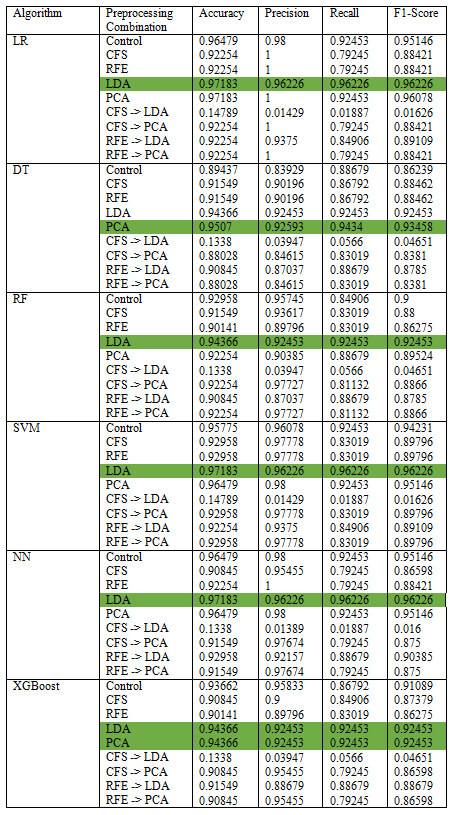 Algorithm Preprocessing Combination Accuracy Precision Recall F1-Score
LR Control 0.96479 0.98 0.92453 0.95146
CFS 0.92254 1 0.79245 0.88421
RFE 0.92254 1 0.79245 0.88421
LDA 0.97183 0.96226 0.96226 0.96226
PCA 0.97183 1 0.92453 0.96078
CFS -> LDA 0.14789 0.01429 0.01887 0.01626
CFS -> PCA 0.92254 1 0.79245 0.88421
RFE -> LDA 0.92254 0.9375 0.84906 0.89109
RFE -> PCA 0.92254 1 0.79245 0.88421
DT Control 0.89437 0.83929 0.88679 0.86239
CFS 0.91549 0.90196 0.86792 0.88462
RFE 0.91549 0.90196 0.86792 0.88462
LDA 0.94366 0.92453 0.92453 0.92453
PCA 0.9507 0.92593 0.9434 0.93458
CFS -> LDA 0.1338 0.03947 0.0566 0.04651
CFS -> PCA 0.88028 0.84615 0.83019 0.8381
RFE -> LDA 0.90845 0.87037 0.88679 0.8785
RFE -> PCA 0.88028 0.84615 0.83019 0.8381
RF Control 0.92958 0.95745 0.84906 0.9
CFS 0.91549 0.93617 0.83019 0.88
RFE 0.90141 0.89796 0.83019 0.86275
LDA 0.94366 0.92453 0.92453 0.92453
PCA 0.92254 0.90385 0.88679 0.89524
CFS -> LDA 0.1338 0.03947 0.0566 0.04651
CFS -> PCA 0.92254 0.97727 0.81132 0.8866
RFE -> LDA 0.90845 0.87037 0.88679 0.8785
RFE -> PCA 0.92254 0.97727 0.81132 0.8866
SVM Control 0.95775 0.96078 0.92453 0.94231
CFS 0.92958 0.97778 0.83019 0.89796
RFE 0.92958 0.97778 0.83019 0.89796
LDA 0.97183 0.96226 0.96226 0.96226
PCA 0.96479 0.98 0.92453 0.95146
CFS -> LDA 0.14789 0.01429 0.01887 0.01626
CFS -> PCA 0.92958 0.97778 0.83019 0.89796
RFE -> LDA 0.92254 0.9375 0.84906 0.89109
RFE -> PCA 0.92958 0.97778 0.83019 0.89796
NN Control 0.96479 0.98 0.92453 0.95146
CFS 0.90845 0.95455 0.79245 0.86598
RFE 0.92254 1 0.79245 0.88421
LDA 0.97183 0.96226 0.96226 0.96226
PCA 0.96479 0.98 0.92453 0.95146
CFS -> LDA 0.1338 0.01389 0.01887 0.016
CFS -> PCA 0.91549 0.97674 0.79245 0.875
RFE -> LDA 0.92958 0.92157 0.88679 0.90385
RFE -> PCA 0.91549 0.97674 0.79245 0.875
XGBoost Control 0.93662 0.95833 0.86792 0.91089
CFS 0.90845 0.9 0.84906 0.87379
RFE 0.90141 0.89796 0.83019 0.86275
LDA 0.94366 0.92453 0.92453 0.92453
PCA 0.94366 0.92453 0.92453 0.92453
CFS -> LDA 0.1338 0.03947 0.0566 0.04651
CFS -> PCA 0.90845 0.95455 0.79245 0.86598
RFE -> LDA 0.91549 0.88679 0.88679 0.88679
RFE -> PCA 0.90845 0.95455 0.79245 0.86598